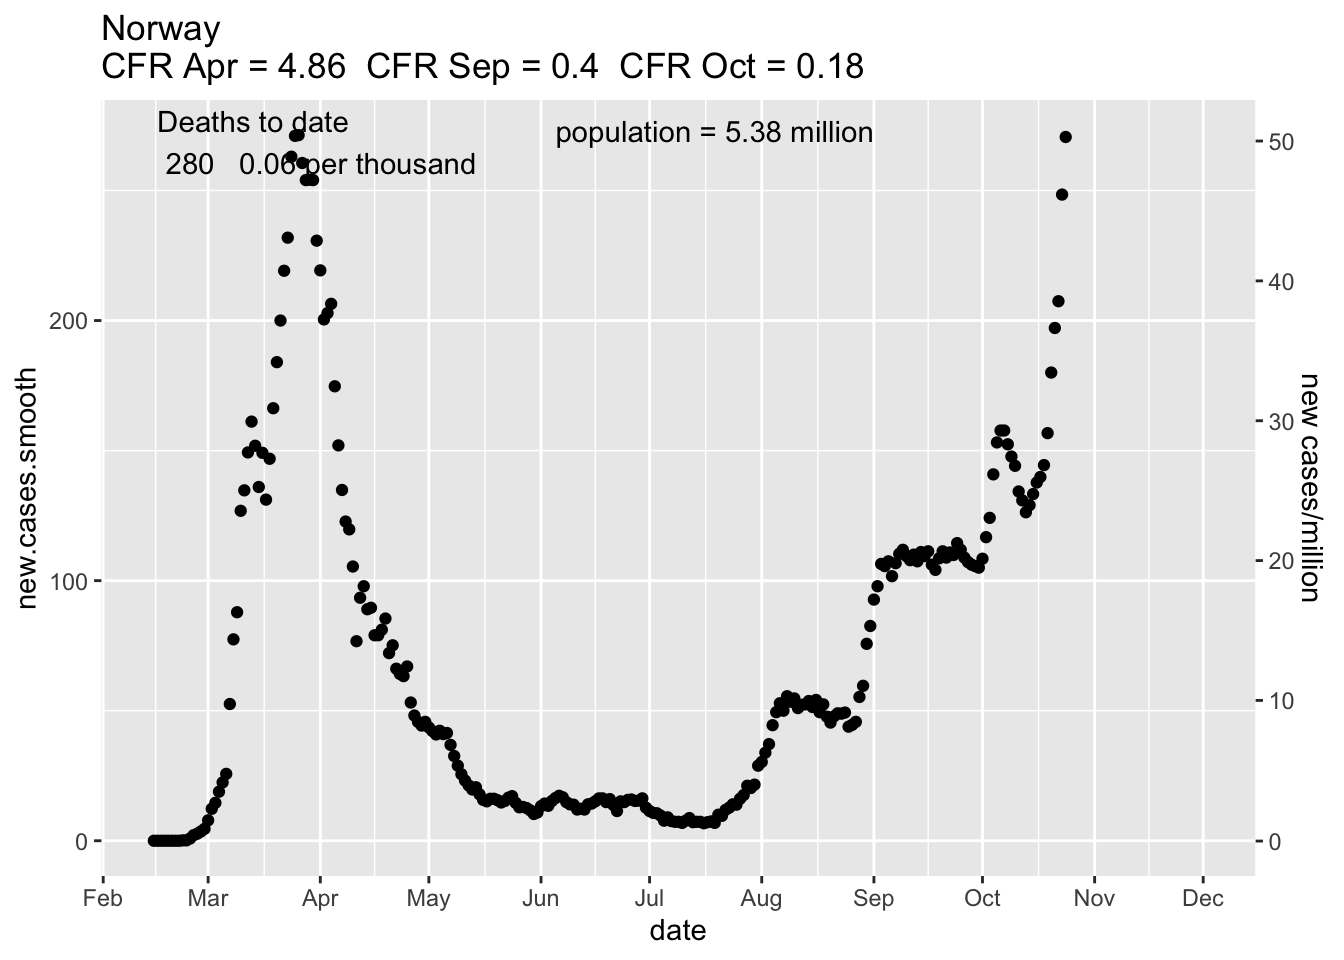 Norway
CFR Apr = 4.86  CFR Sep = 0.4  CFR Oct = 0.18
Deaths to date
280   0.06 per thousand
population = 5.38 million
new.cases.smooth
200
100
0
50
40
30
20
10
0
new cases/million
Feb Mar Apr May Jun Jul Aug Sep Oct Nov Dec
date